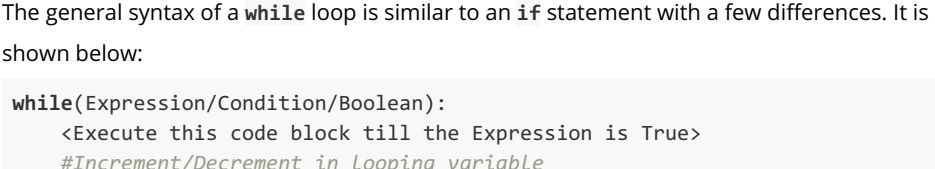 The general syntax of a while loop is similar to an if statement with a few differences. It is
shown below:
while(Expression/Condition/Boolean):
<Execute this code block till the Expression is True>
#Increment/Decrement in looping variable